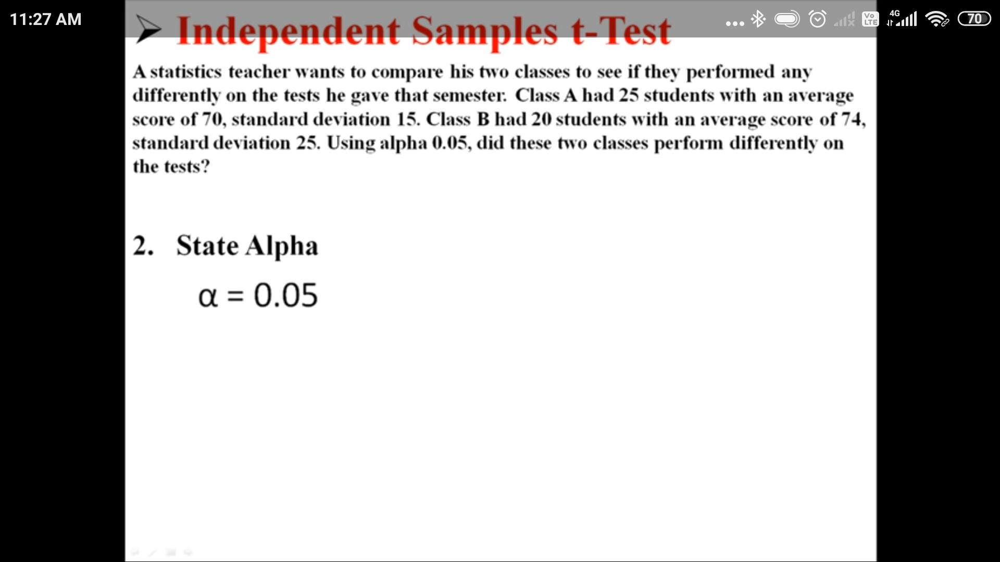 11:27 AM
Vo LTE 4G 70
➤ Independent Samples t-Test
A statistics teacher wants to compare his two classes to see if they performed any
differently on the tests he gave that semester. Class A had 25 students with an average
score of 70, standard deviation 15. Class B had 20 students with an average score of 74,
standard deviation 25. Using alpha 0.05, did these two classes perform differently on
the tests?
2. State Alpha
α = 0.05